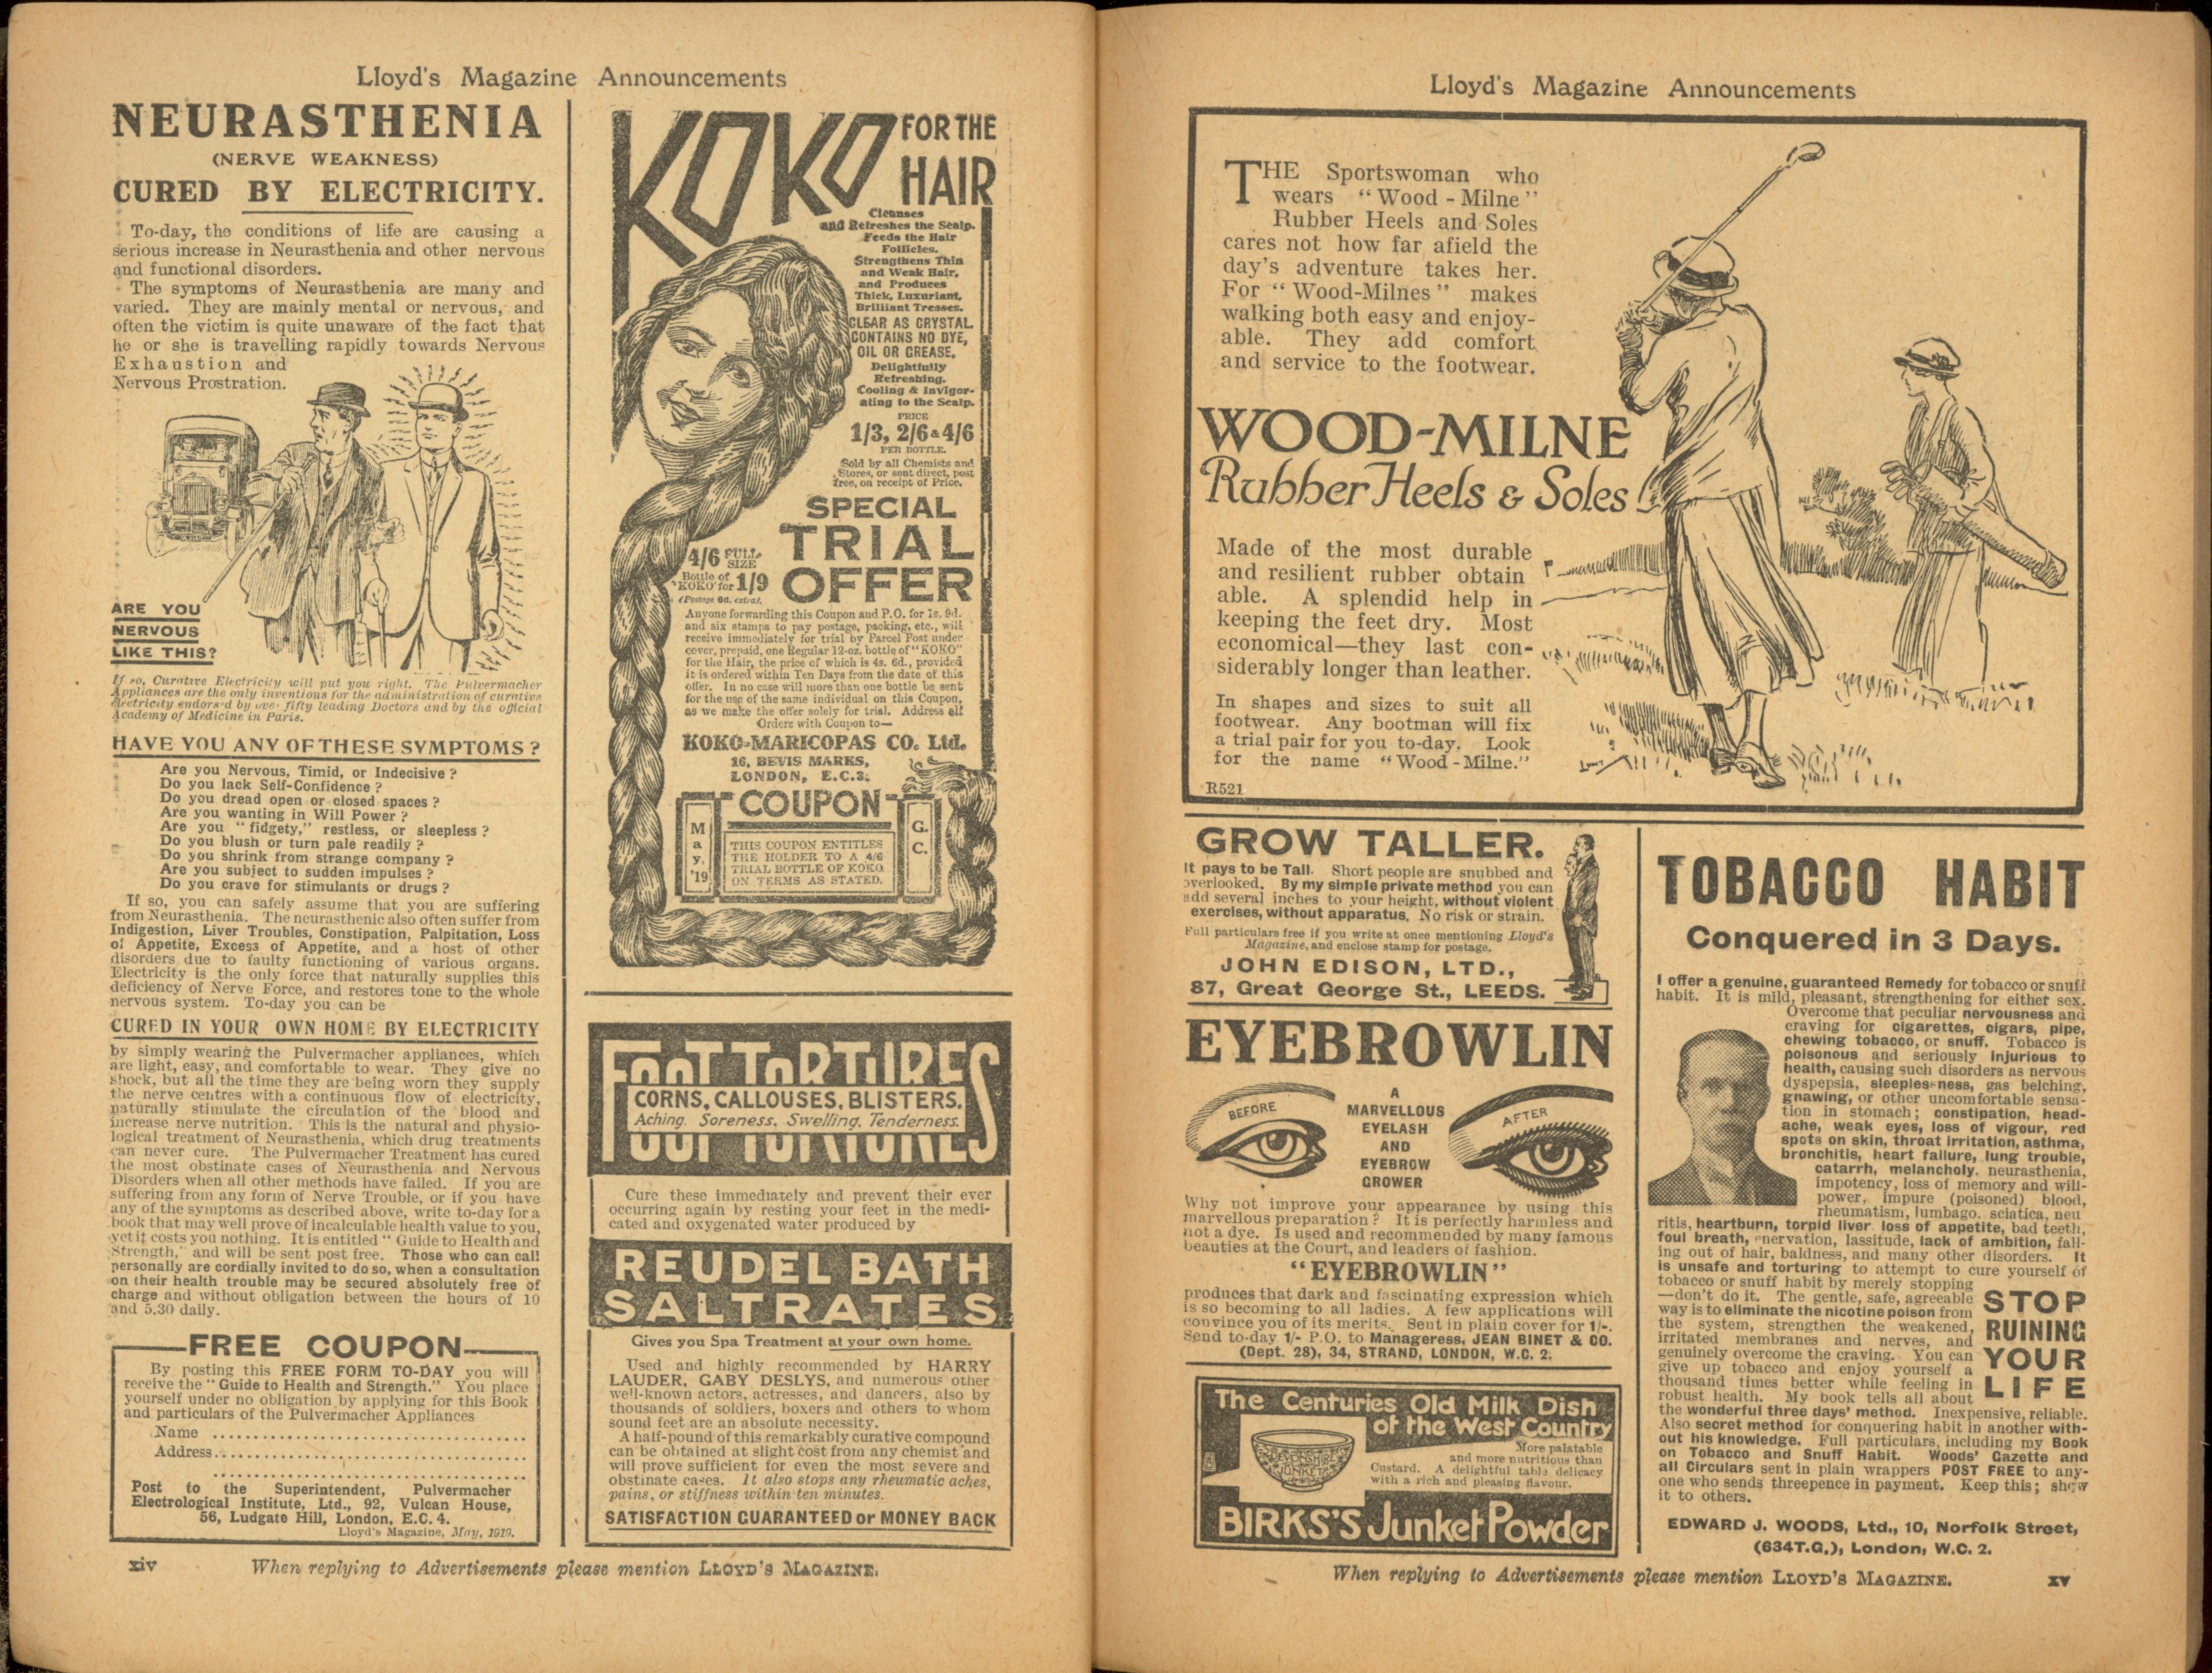 Lloyd's Magazine Announcements
NEURASTHENIA
(NERVE WEAKNESS)
CURED BY ELECTRICITY.
To-day, the conditions of life are causing a
serious increase in Neurasthenia and other nervous
and functional disorders.
The symptoms of Neurasthenia are many and
varied. They are mainly mental or nervous, and
often the victim is quite unaware of the fact that
he or she is travelling rapidly towards Nervous
Exhaustion and
Nervous Prostration.
ARE YOU
NERVOUS
LIKE THIS?
If so, Curative Electricity will put you right. The Pulvermacher
Appliances are the only inventions for the administration of curative
electricity endorsed by over fifty leading Doctors and by the official
Academy of Medicine in Paris.
HAVE YOU ANY OF THESE SYMPTOMS?
Are you Nervous, Timid, or Indecisive?
Do you lack Self-Confidence?
Do you dread open or closed spaces?
Are you wanting in Will Power?
Are you "fidgety," restless, or sleepless?
Do you blush or turn pale readily?
Do you shrink from strange company?
Are you subject to sudden impulses?
Do you crave for stimulants or drugs?
If so, you can safely assume that you are suffering
from Neurasthenia. The neurasthenic also often suffer from
Indigestion, Liver Troubles, Constipation, Palpitation, Loss
of Appetite, Excess of Appetite, and a host of other
disorders due to faulty functioning of various organs.
Electricity is the only force that naturally supplies this
deficiency of Nerve Force, and restores tone to the whole
nervous system. To-day you can be
CURED IN YOUR OWN HOME BY ELECTRICITY
by simply wearing the Pulvermacher appliances, which
are light, easy, and comfortable to wear. They give no
shock, but all the time they are being worn they supply
the nerve centres with a continuous flow of electricity,
naturally stimulate the circulation of the blood and
increase nerve nutrition. This is the natural and physio-
logical treatment of Neurasthenia, which drug treatments
can never cure. The Pulvermacher Treatment has cured
the most obstinate cases of Neurasthenia and Nervous
Disorders when all other methods have failed. If you are
suffering from any form of Nerve Trouble, or if you have
any of the symptoms as described above, write to-day for a
book that may well prove of incalculable health value to you,
yet it costs you nothing. It is entitled "Guide to Health and
Strength," and will be sent post free. Those who can call
personally are cordially invited to do so, when a consultation
on their health trouble may be secured absolutely free of
charge and without obligation between the hours of 10
and 5.30 daily.
FREE COUPON
By posting this FREE FORM TO-DAY you will
receive the "Guide to Health and Strength." You place
yourself under no obligation by applying for this Book
and particulars of the Pulvermacher Appliances
Name
Address
Post to the Superintendent, Pulvermacher
Electrological Institute, Ltd., 92, Vulcan House,
56, Ludgate Hill, London, E.C. 4.
Lloyd's Magazine, May, 1919.
KOKO FOR THE
HAIR
Cleanses
and Refreshes the Scalp.
Feeds the Hair
Follicles.
Strengthens Thin
and Weak Hair,
and Produces
Thick, Luxuriant,
Brilliant Tresses.
CLEAR AS CRYSTAL.
CONTAINS NO DYE,
OIL OR GREASE.
Delightfully
Refreshing.
Cooling & Invigor-
ating to the Scalp.
PRICE
1/3, 2/6 & 4/6
PER BOTTLE.
Sold by all Chemists and
Stores, or sent direct, post
free, on receipt of Price.
SPECIAL
TRIAL
OFFER
4/6 FULL SIZE
Bottle of
'KOKO' for 1/9
(Postage 6d. extra).
Anyone forwarding this Coupon and P.O. for 1s. 9d.
and six stamps to pay postage, packing, etc., will
receive immediately for trial by Parcel Post under
cover, prepaid, one Regular 12-oz. bottle of "KOKO"
for the Hair, the price of which is 4s. 6d., provided
it is ordered within Ten Days from the date of this
offer. In no case will more than one bottle be sent
for the use of the same individual on this Coupon,
as we make the offer solely for trial. Address all
Orders with Coupon to—
KOKO-MARICOPAS CO. Ltd.
16, BEVIS MARKS,
LONDON, E.C.3.
COUPON
May, '19
THIS COUPON ENTITLES
THE HOLDER TO A 4/6
TRIAL BOTTLE OF KOKO
ON TERMS AS STATED.
G.C.
FOOT TORTURES
CORNS, CALLOUSES, BLISTERS.
Aching. Soreness. Swelling. Tenderness.
FOOT TORTURES
Cure these immediately and prevent their ever
occurring again by resting your feet in the medi-
cated and oxygenated water produced by
REUDEL BATH
SALTRATES
Gives you Spa Treatment at your own home.
Used and highly recommended by HARRY
LAUDER, GABY DESLYS, and numerous other
well-known actors, actresses, and dancers, also by
thousands of soldiers, boxers and others to whom
sound feet are an absolute necessity.
A half-pound of this remarkably curative compound
can be obtained at slight cost from any chemist and
will prove sufficient for even the most severe and
obstinate cases. It also stops any rheumatic aches,
pains, or stiffness within ten minutes.
SATISFACTION GUARANTEED or MONEY BACK
xiv
When replying to Advertisements please mention LLOYD'S MAGAZINE.
Lloyd's Magazine Announcements
THE Sportswoman who
wears "Wood-Milne"
Rubber Heels and Soles
cares not how far afield the
day's adventure takes her.
For "Wood-Milnes" makes
walking both easy and enjoy-
able. They add comfort
and service to the footwear.
WOOD-MILNE
Rubber Heels & Soles
Made of the most durable
and resilient rubber obtain
able. A splendid help in
keeping the feet dry. Most
economical—they last con-
siderably longer than leather.
In shapes and sizes to suit all
footwear. Any bootman will fix
a trial pair for you to-day. Look
for the name "Wood-Milne."
R521
GROW TALLER.
It pays to be Tall. Short people are snubbed and
overlooked. By my simple private method you can
add several inches to your height, without violent
exercises, without apparatus. No risk or strain.
Full particulars free if you write at once mentioning Lloyd's
Magazine, and enclose stamp for postage.
JOHN EDISON, LTD.,
87, Great George St., LEEDS.
EYEBROWLIN
BEFORE
A
MARVELLOUS
EYELASH
AND
EYEBROW
GROWER
AFTER
Why not improve your appearance by using this
marvellous preparation? It is perfectly harmless and
not a dye. Is used and recommended by many famous
beauties at the Court, and leaders of fashion.
"EYEBROWLIN"
produces that dark and fascinating expression which
is so becoming to all ladies. A few applications will
convince you of its merits. Sent in plain cover for 1/-.
Send to-day 1/- P.O. to Manageress, JEAN BINET & CO.
(Dept. 28), 34, STRAND, LONDON, W.C. 2.
The Centuries Old Milk Dish
of the West Country
DEVONSHIRE
JUNKET
More palatable
and more nutritious than
Custard. A delightful table delicacy
with a rich and pleasing flavour.
BIRKS'S Junket Powder
TOBACCO HABIT
Conquered in 3 Days.
I offer a genuine, guaranteed Remedy for tobacco or snuff
habit. It is mild, pleasant, strengthening for either sex.
Overcome that peculiar nervousness and
craving for cigarettes, cigars, pipe,
chewing tobacco, or snuff. Tobacco is
poisonous and seriously injurious to
health, causing such disorders as nervous
dyspepsia, sleeplessness, gas belching,
gnawing, or other uncomfortable sensa-
tion in stomach; constipation, head-
ache, weak eyes, loss of vigour, red
spots on skin, throat irritation, asthma,
bronchitis, heart failure, lung trouble,
catarrh, melancholy, neurasthenia,
impotency, loss of memory and will-
power, impure (poisoned) blood,
rheumatism, lumbago, sciatica, neu
ritis, heartburn, torpid liver, loss of appetite, bad teeth,
foul breath, enervation, lassitude, lack of ambition, fall-
ing out of hair, baldness, and many other disorders. It
is unsafe and torturing to attempt to cure yourself of
tobacco or snuff habit by merely stopping
—don't do it. The gentle, safe, agreeable
way is to eliminate the nicotine poison from
the system, strengthen the weakened,
irritated membranes and nerves, and
genuinely overcome the craving. You can
give up tobacco and enjoy yourself a
thousand times better while feeling in
robust health. My book tells all about
STOP
RUINING
YOUR
LIFE
the wonderful three days' method. Inexpensive, reliable.
Also secret method for conquering habit in another with-
out his knowledge. Full particulars, including my Book
on Tobacco and Snuff Habit. Woods' Gazette and
all Circulars sent in plain wrappers POST FREE to any-
one who sends threepence in payment. Keep this; show
it to others.
EDWARD J. WOODS, Ltd., 10, Norfolk Street,
(634T.G.), London, W.C. 2.
When replying to Advertisements please mention LLOYD'S MAGAZINE.
xv